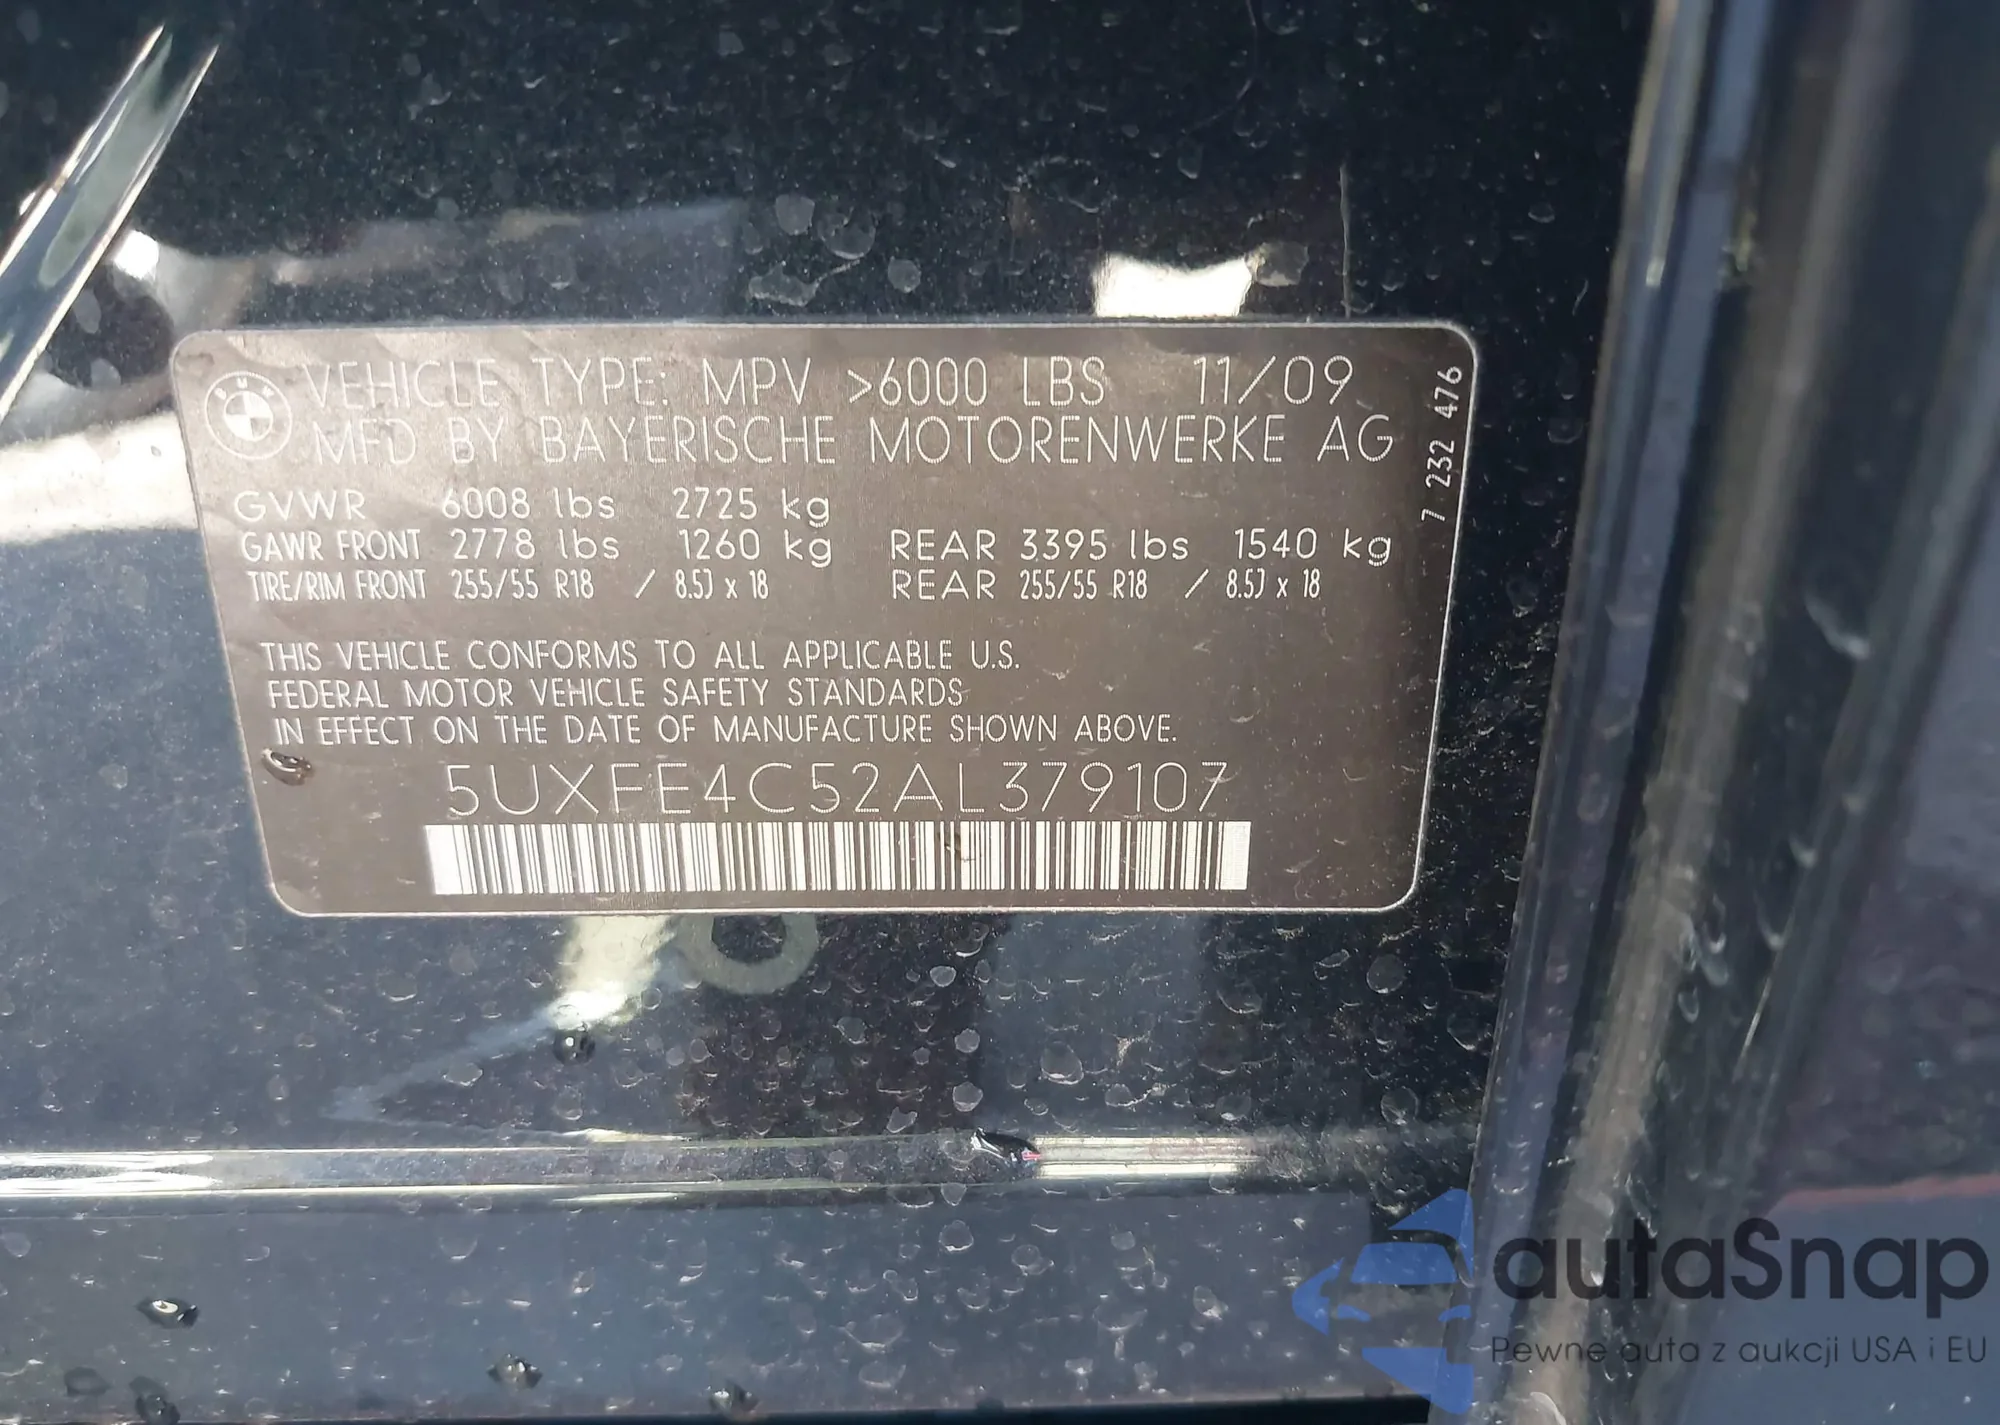 BMW
VEHICLE TYPE: MPV >6000 LBS 11/09
MFD BY BAYERISCHE MOTORENWERKE AG
GVWR 6008 lbs 2725 kg
GAWR FRONT 2778 lbs 1260 kg REAR 3395 lbs 1540 kg
TIRE/RIM FRONT 255/55 R18 / 8.5J x 18 REAR 255/55 R18 / 8.5J x 18
THIS VEHICLE CONFORMS TO ALL APPLICABLE U.S.
FEDERAL MOTOR VEHICLE SAFETY STANDARDS
IN EFFECT ON THE DATE OF MANUFACTURE SHOWN ABOVE.
5UXFE4C52AL379107
7 232 476
autaSnap
Pewne auta z aukcji USA i EU